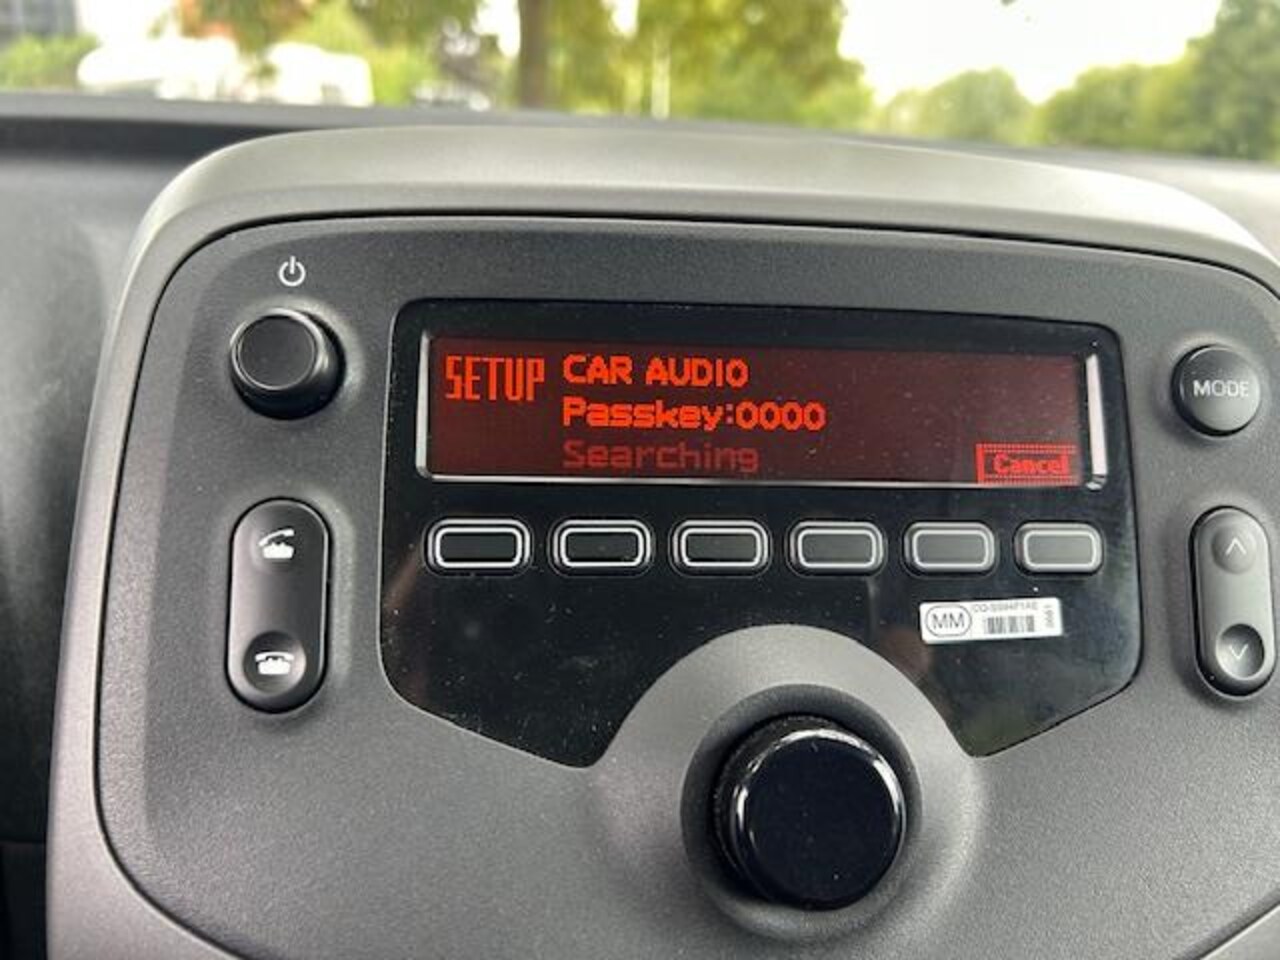 SETUP CAR AUDIO
Passkey:0000
Searching
Cancel
MODE
MM